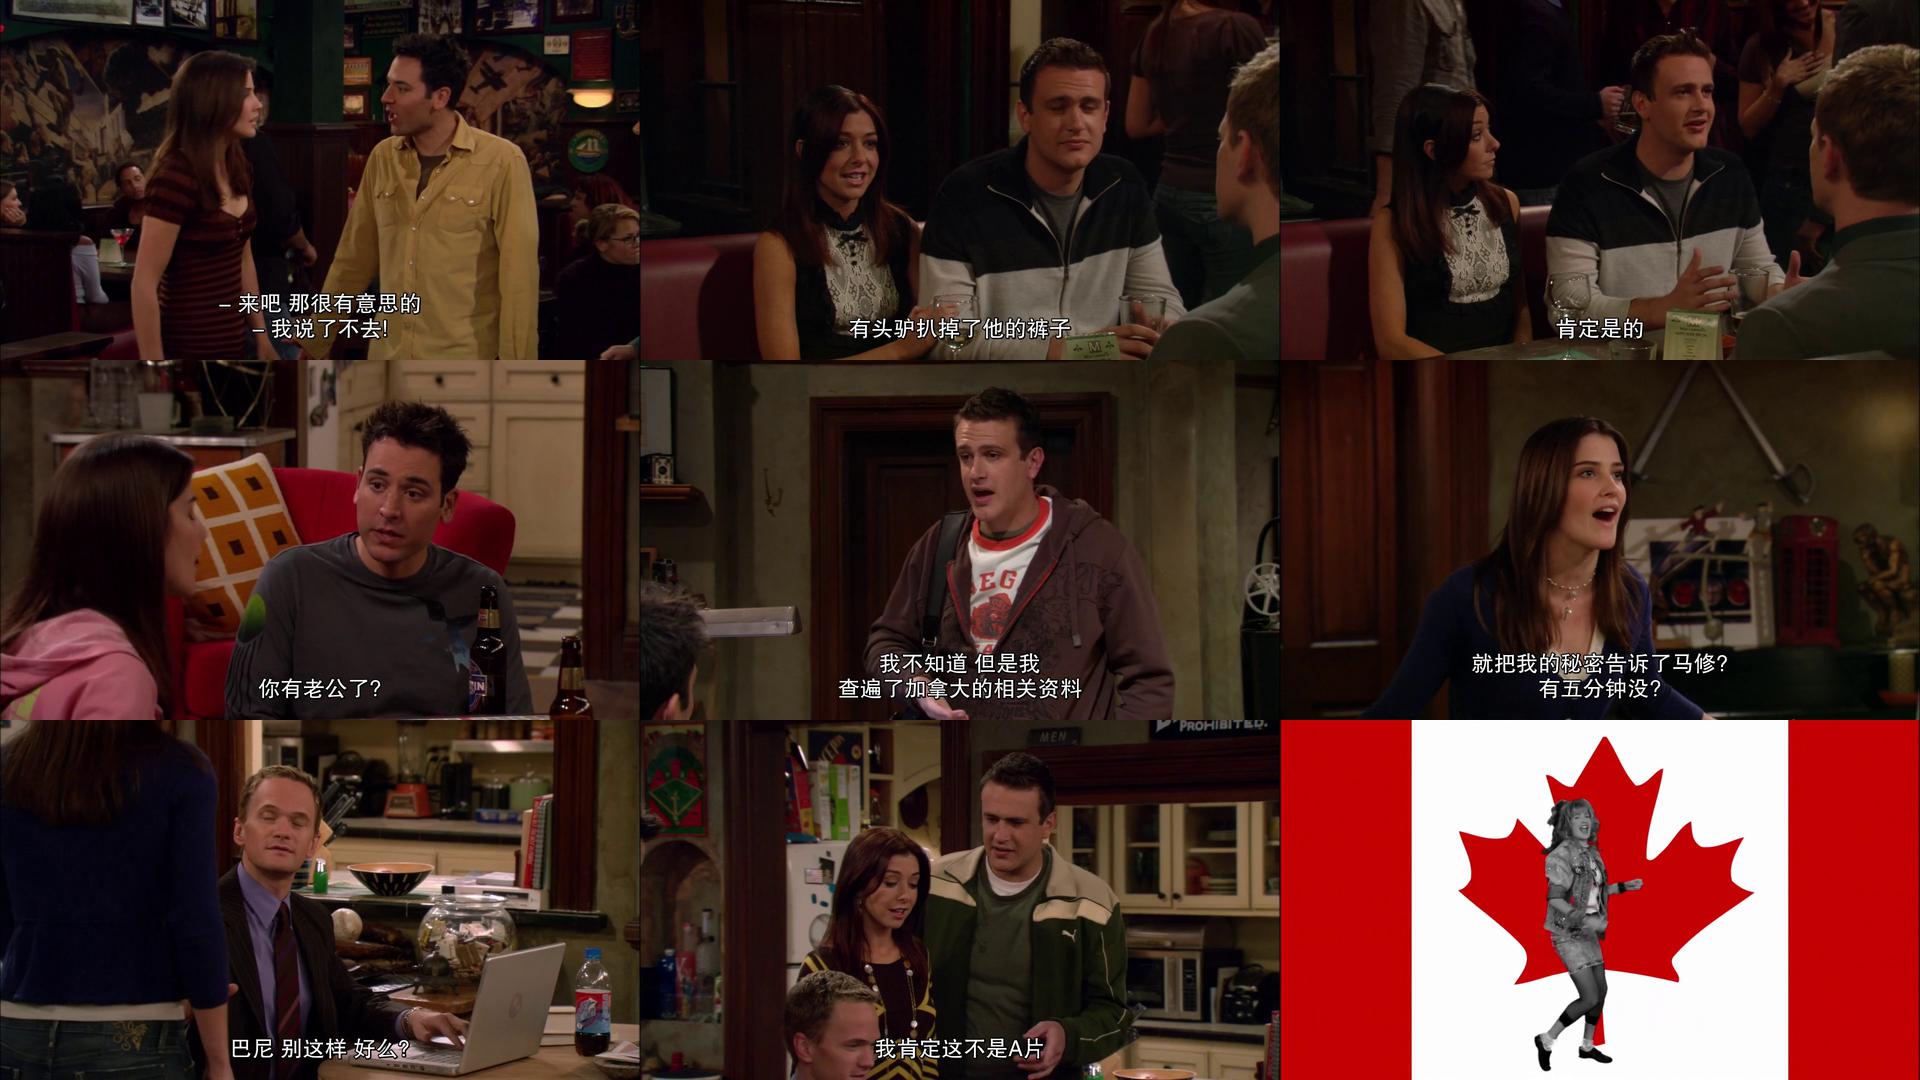 – 来吧 那很有意思的
– 我说了不去!
有头驴扒掉了他的裤子
M
肯定是的
你有老公了?
我不知道 但是我
查遍了加拿大的相关资料
就把我的秘密告诉了马修?
有五分钟没?
MEN
PROHIBITED.
巴尼 别这样 好么?
我肯定这不是A片